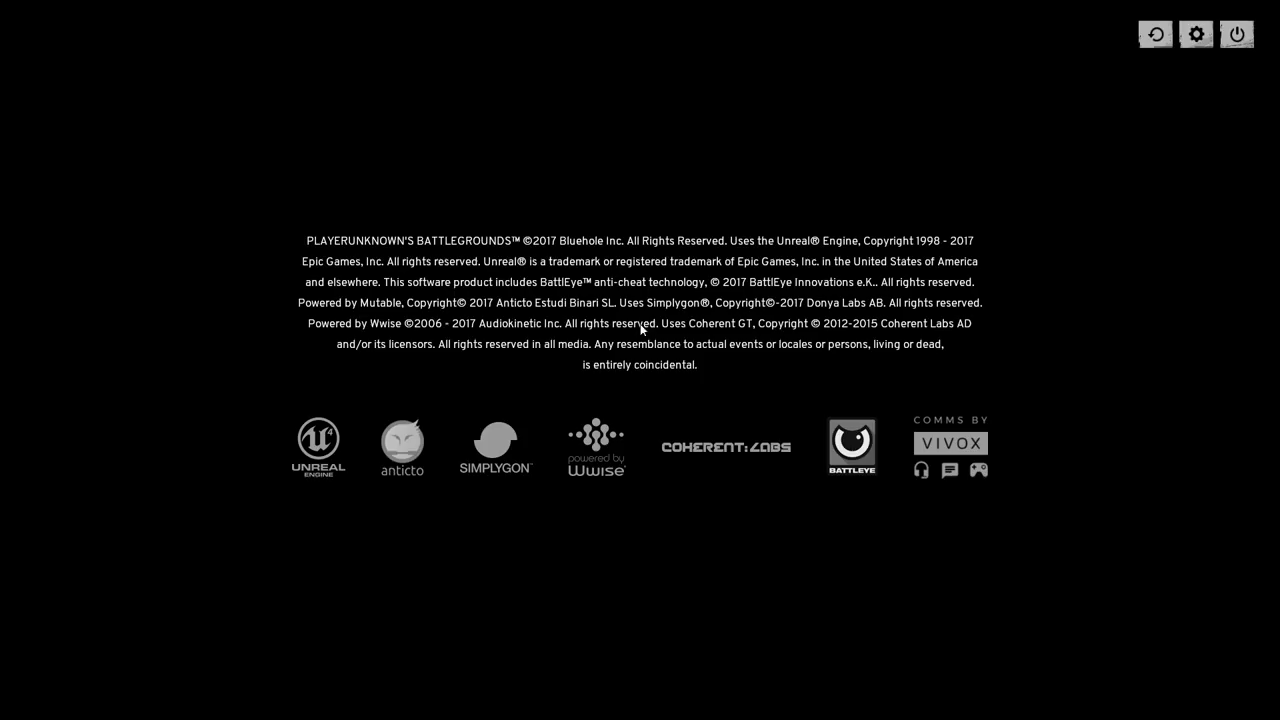 PLAYERUNKNOWN'S BATTLEGROUNDS™ ©2017 Bluehole Inc. All Rights Reserved. Uses the Unreal® Engine, Copyright 1998 - 2017
Epic Games, Inc. All rights reserved. Unreal® is a trademark or registered trademark of Epic Games, Inc. in the United States of America
and elsewhere. This software product includes BattlEye™ anti-cheat technology, © 2017 BattlEye Innovations e.K.. All rights reserved.
Powered by Mutable, Copyright© 2017 Anticto Estudi Binari SL. Uses Simplygon®, Copyright©-2017 Donya Labs AB. All rights reserved.
Powered by Wwise ©2006 - 2017 Audiokinetic Inc. All rights reserved. Uses Coherent GT, Copyright © 2012-2015 Coherent Labs AD
and/or its licensors. All rights reserved in all media. Any resemblance to actual events or locales or persons, living or dead,
is entirely coincidental.
UNREAL
ENGINE
4
anticto
SIMPLYGON™
powered by
Wwise®
COHERENT:LABS
BATTLEYE
COMMS BY
VIVOX